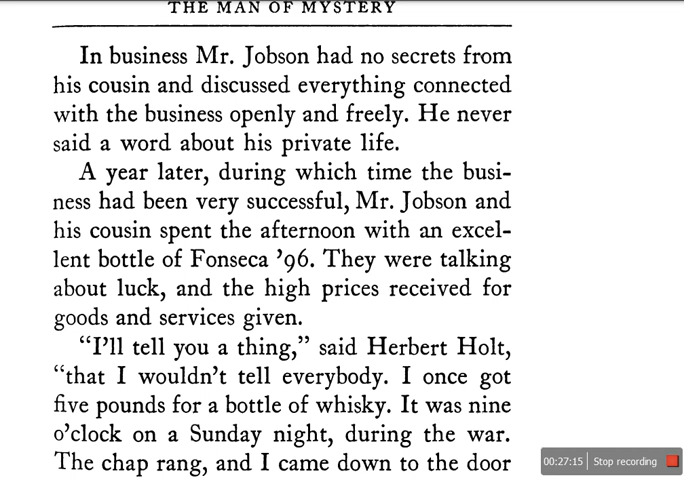 THE MAN OF MYSTERY
In business Mr. Jobson had no secrets from
his cousin and discussed everything connected
with the business openly and freely. He never
said a word about his private life.
A year later, during which time the busi-
ness had been very successful, Mr. Jobson and
his cousin spent the afternoon with an excel-
lent bottle of Fonseca ’96. They were talking
about luck, and the high prices received for
goods and services given.
“I’ll tell you a thing,” said Herbert Holt,
“that I wouldn’t tell everybody. I once got
five pounds for a bottle of whisky. It was nine
o’clock on a Sunday night, during the war.
The chap rang, and I came down to the door
00:27:15 Stop recording